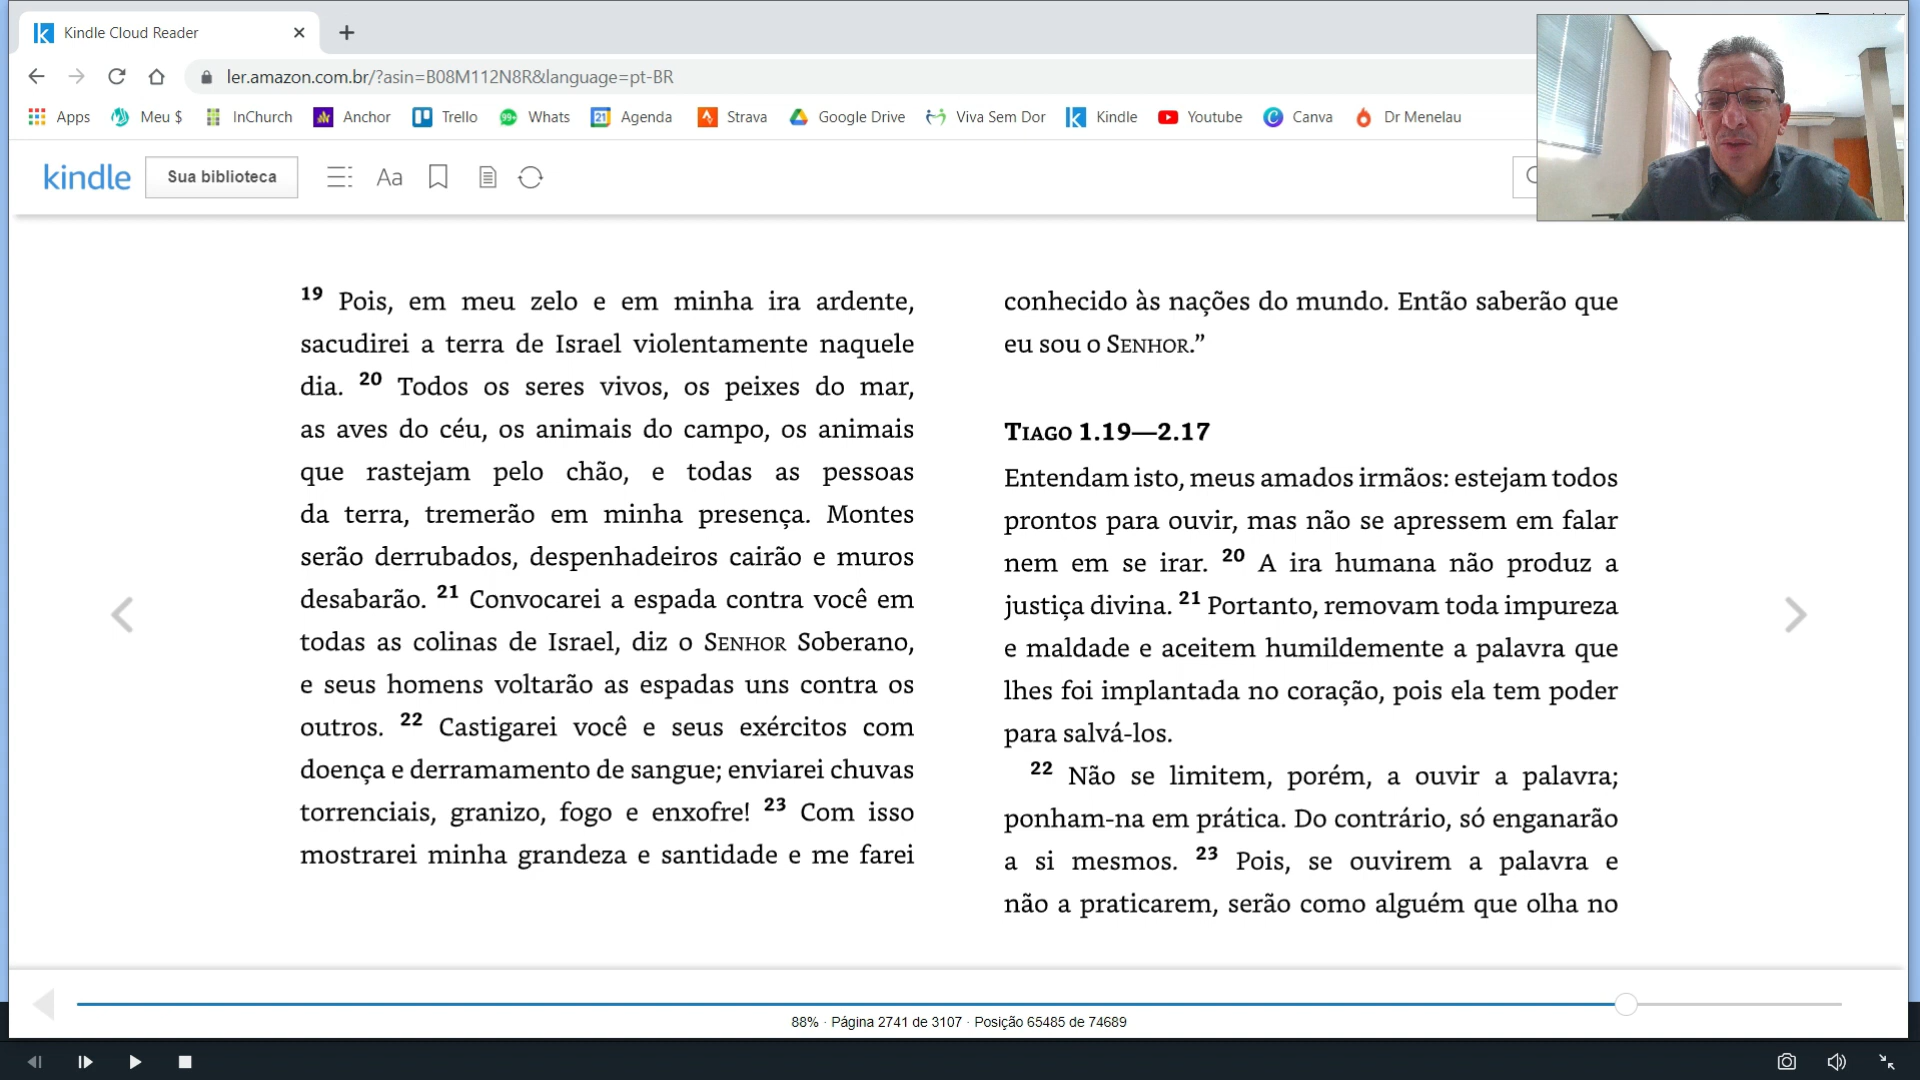 Kindle Cloud Reader
ler.amazon.com.br/?asin=B08M112N8R&language=pt-BR
Apps Meu $ InChurch Anchor Trello 99+ Whats 21 Agenda Strava Google Drive Viva Sem Dor Kindle Youtube Canva Dr Menelau
kindle Sua biblioteca Aa
19 Pois, em meu zelo e em minha ira ardente,
sacudirei a terra de Israel violentamente naquele
dia. 20 Todos os seres vivos, os peixes do mar,
as aves do céu, os animais do campo, os animais
que rastejam pelo chão, e todas as pessoas
da terra, tremerão em minha presença. Montes
serão derrubados, despenhadeiros cairão e muros
desabarão. 21 Convocarei a espada contra você em
todas as colinas de Israel, diz o SENHOR Soberano,
e seus homens voltarão as espadas uns contra os
outros. 22 Castigarei você e seus exércitos com
doença e derramamento de sangue; enviarei chuvas
torrenciais, granizo, fogo e enxofre! 23 Com isso
mostrarei minha grandeza e santidade e me farei
conhecido às nações do mundo. Então saberão que
eu sou o SENHOR.”
TIAGO 1.19—2.17
Entendam isto, meus amados irmãos: estejam todos
prontos para ouvir, mas não se apressem em falar
nem em se irar. 20 A ira humana não produz a
justiça divina. 21 Portanto, removam toda impureza
e maldade e aceitem humildemente a palavra que
lhes foi implantada no coração, pois ela tem poder
para salvá-los.
22 Não se limitem, porém, a ouvir a palavra;
ponham-na em prática. Do contrário, só enganarão
a si mesmos. 23 Pois, se ouvirem a palavra e
não a praticarem, serão como alguém que olha no
88% · Página 2741 de 3107 · Posição 65485 de 74689